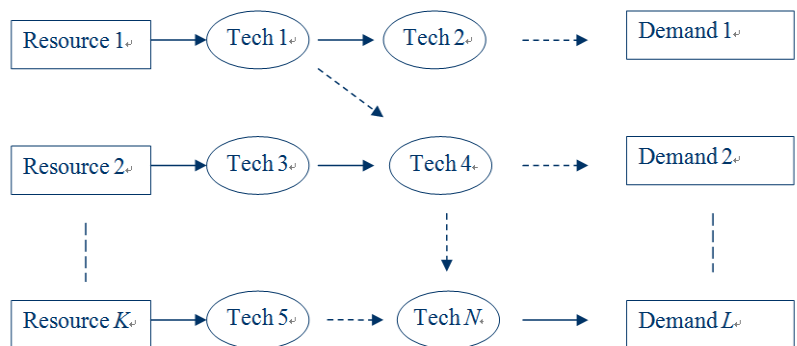 Resource 1 Tech 1 Tech 2 Demand 1
Resource 2 Tech 3 Tech 4 Demand 2
Resource K Tech 5 Tech N Demand L